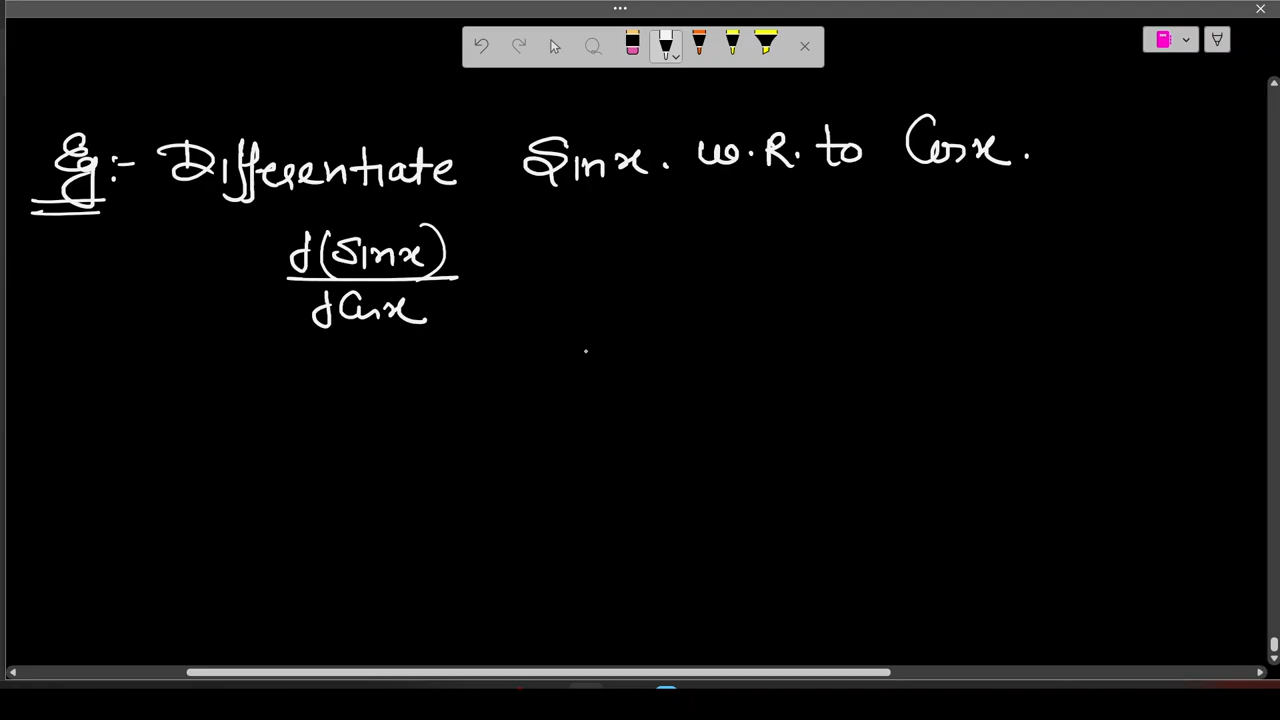 Eg:- Differentiate Sinx. w.R. to Cosx.
d(Sinx)
dCosx